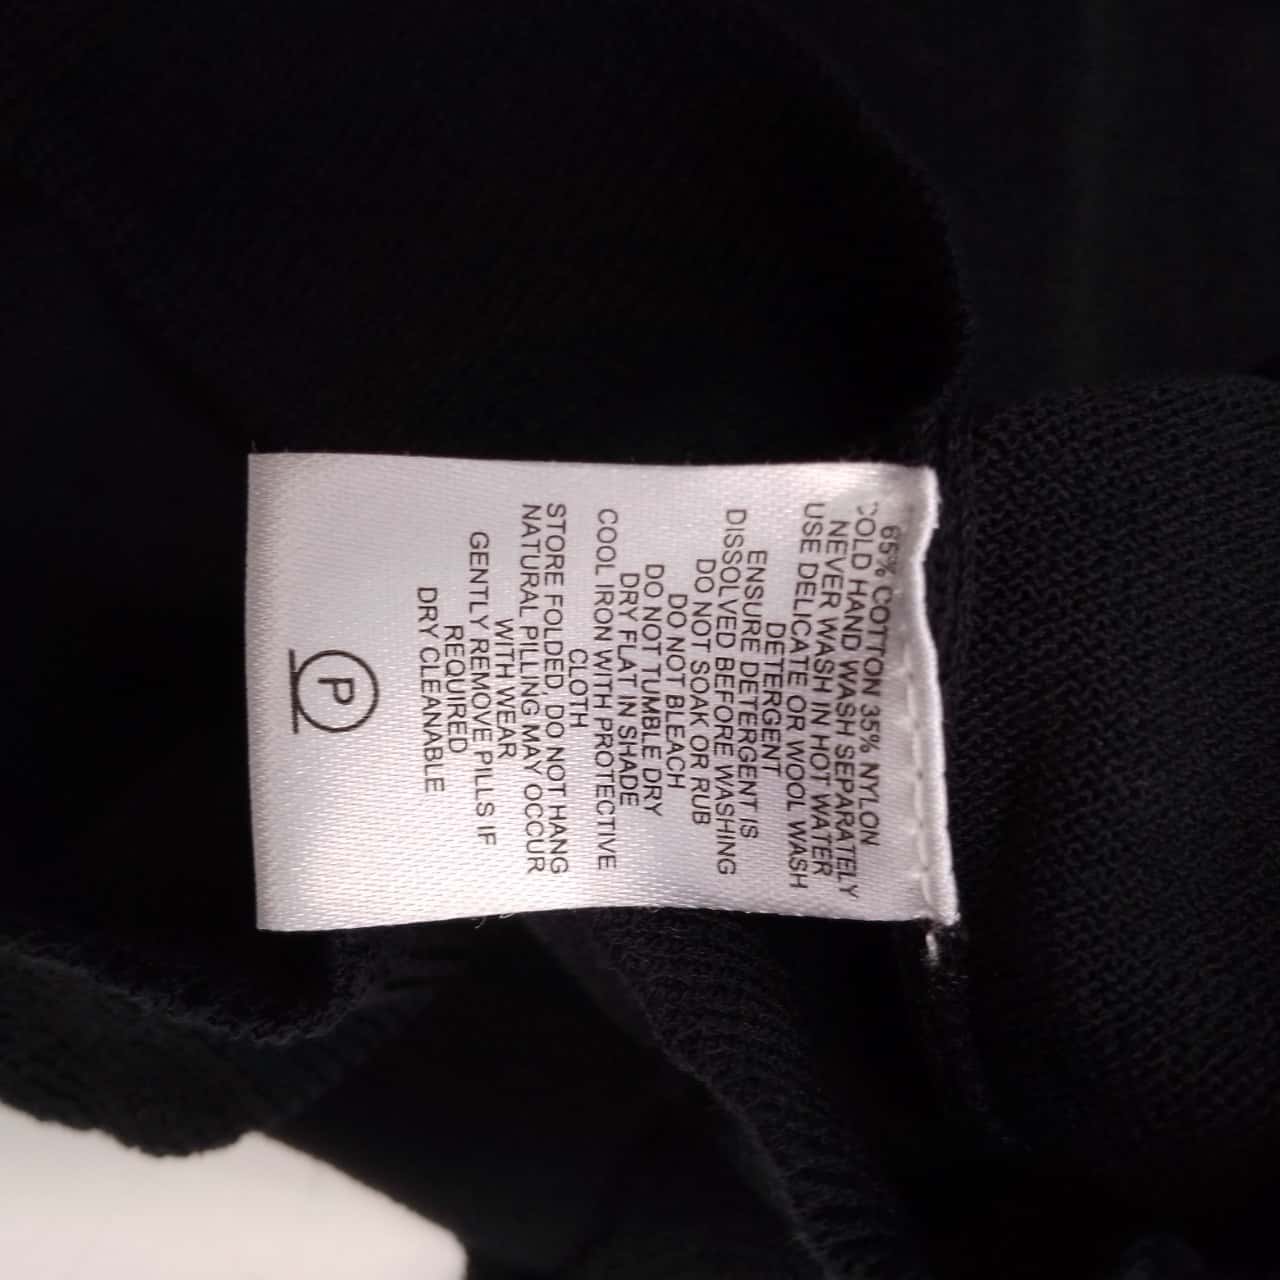 65% COTTON 35% NYLON
COLD HAND WASH SEPARATELY
NEVER WASH IN HOT WATER
USE DELICATE OR WOOL WASH
DETERGENT
ENSURE DETERGENT IS
DISSOLVED BEFORE WASHING
DO NOT SOAK OR RUB
DO NOT BLEACH
DO NOT TUMBLE DRY
DRY FLAT IN SHADE
COOL IRON WITH PROTECTIVE
CLOTH
STORE FOLDED, DO NOT HANG
NATURAL PILLING MAY OCCUR
WITH WEAR
GENTLY REMOVE PILLS IF
REQUIRED
DRY CLEANABLE
P